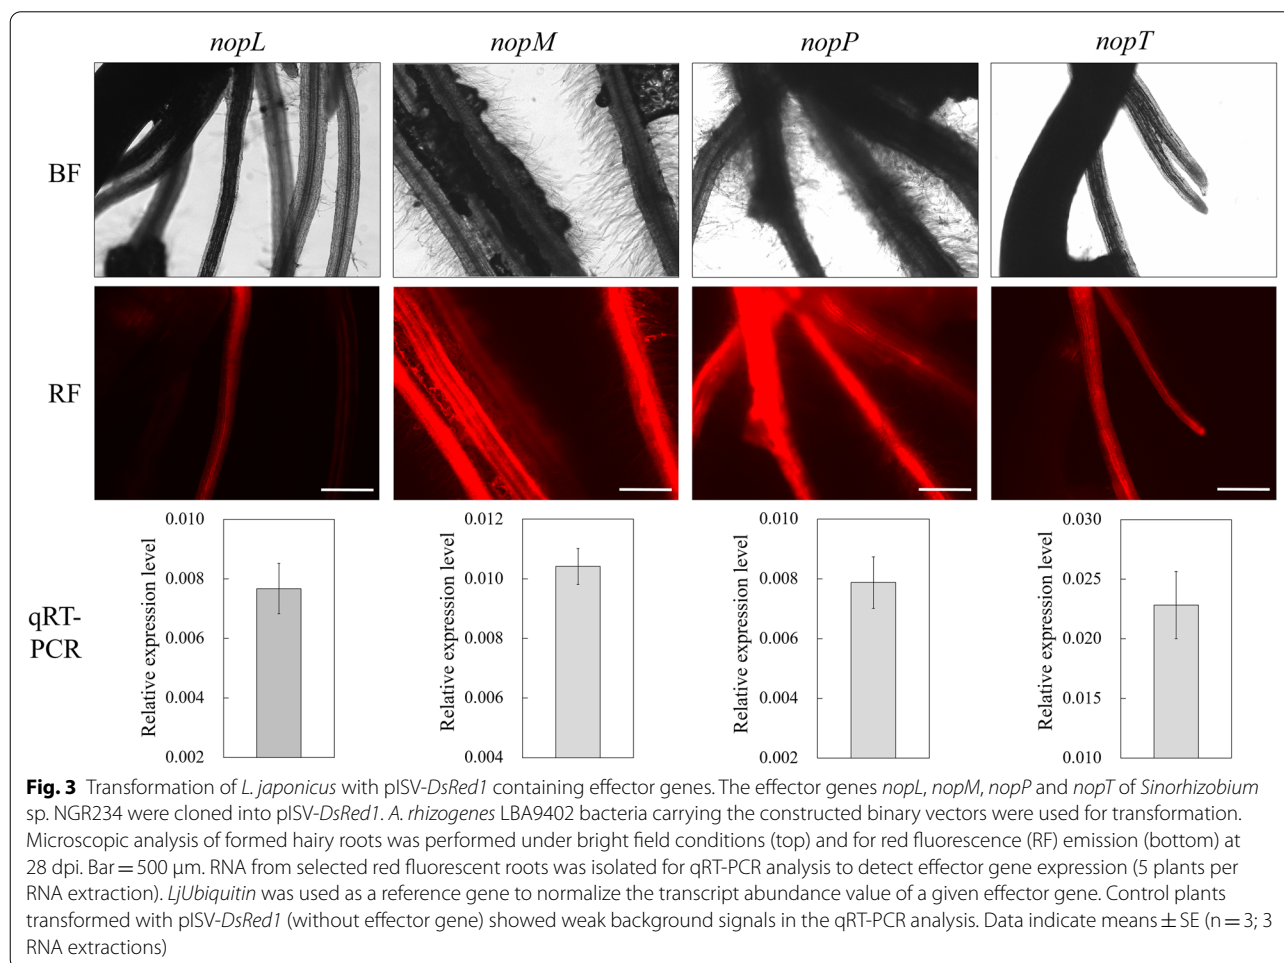 nopL nopM nopP nopT
BF
RF
qRT-
PCR
Relative expression level
0.010
0.008
0.006
0.004
0.002
Relative expression level
0.012
0.010
0.008
0.006
0.004
Relative expression level
0.010
0.008
0.006
0.004
0.002
Relative expression level
0.030
0.025
0.020
0.015
0.010
Fig. 3 Transformation of L. japonicus with pISV-DsRed1 containing effector genes. The effector genes nopL, nopM, nopP and nopT of Sinorhizobium
sp. NGR234 were cloned into pISV-DsRed1. A. rhizogenes LBA9402 bacteria carrying the constructed binary vectors were used for transformation.
Microscopic analysis of formed hairy roots was performed under bright field conditions (top) and for red fluorescence (RF) emission (bottom) at
28 dpi. Bar = 500 μm. RNA from selected red fluorescent roots was isolated for qRT-PCR analysis to detect effector gene expression (5 plants per
RNA extraction). LjUbiquitin was used as a reference gene to normalize the transcript abundance value of a given effector gene. Control plants
transformed with pISV-DsRed1 (without effector gene) showed weak background signals in the qRT-PCR analysis. Data indicate means ± SE (n = 3; 3
RNA extractions)